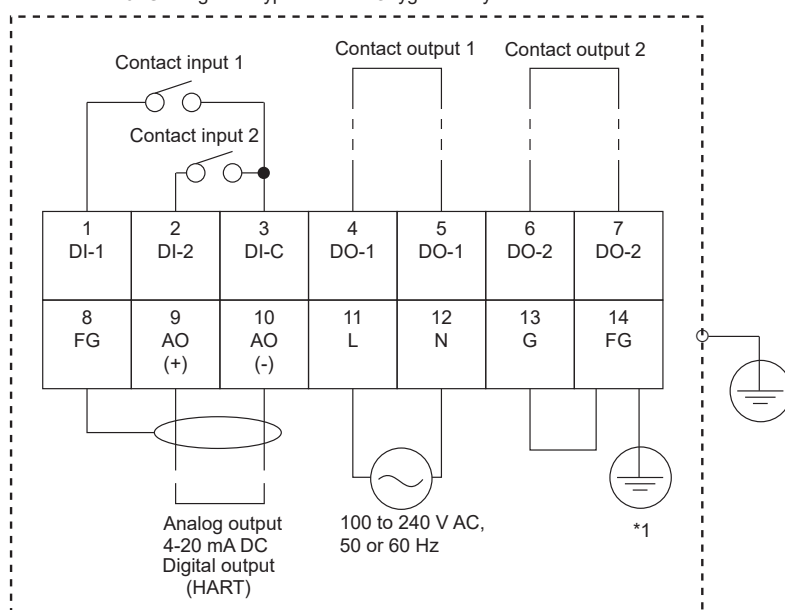 Contact input 1
Contact output 1
Contact output 2
Contact input 2
1
DI-1
2
DI-2
3
DI-C
4
DO-1
5
DO-1
6
DO-2
7
DO-2
8
FG
9
AO
(+)
10
AO
(-)
11
L
12
N
13
G
14
FG
Analog output
4-20 mA DC
Digital output
(HART)
100 to 240 V AC,
50 or 60 Hz
*1